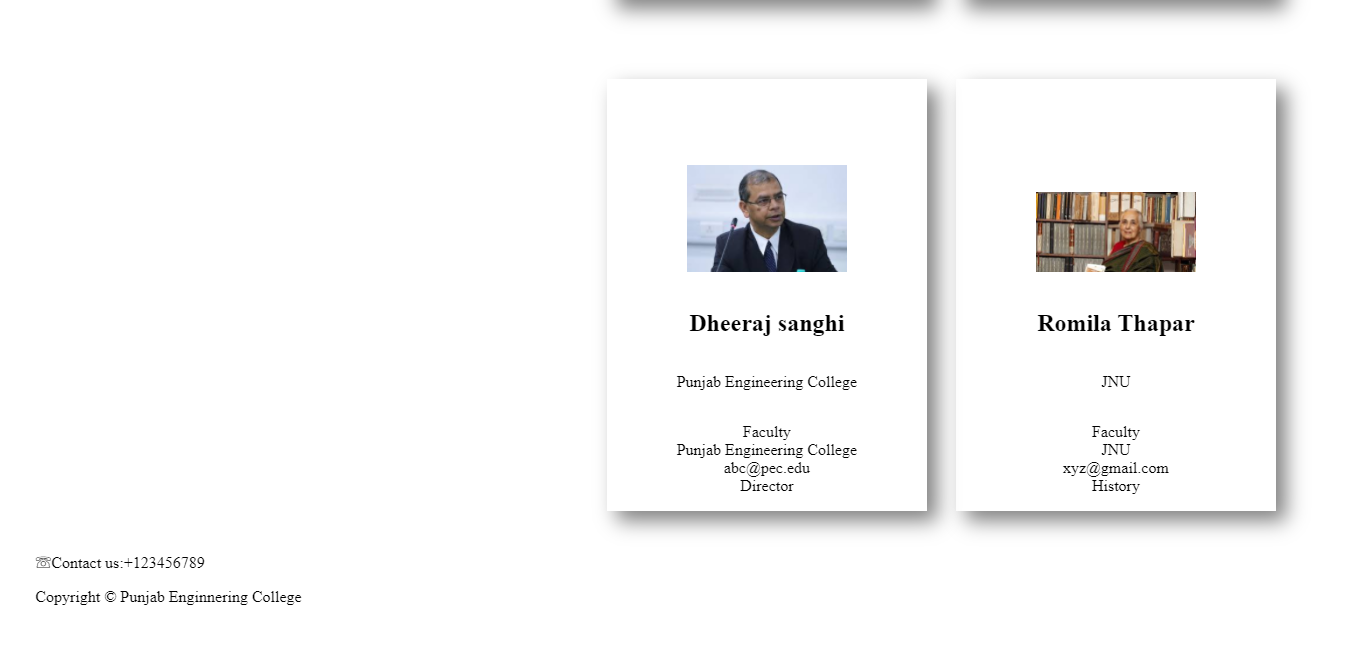 Dheeraj sanghi
Punjab Engineering College
Faculty
Punjab Engineering College
abc@pec.edu
Director
Romila Thapar
JNU
Faculty
JNU
xyz@gmail.com
History
☏Contact us:+123456789
Copyright © Punjab Enginnering College